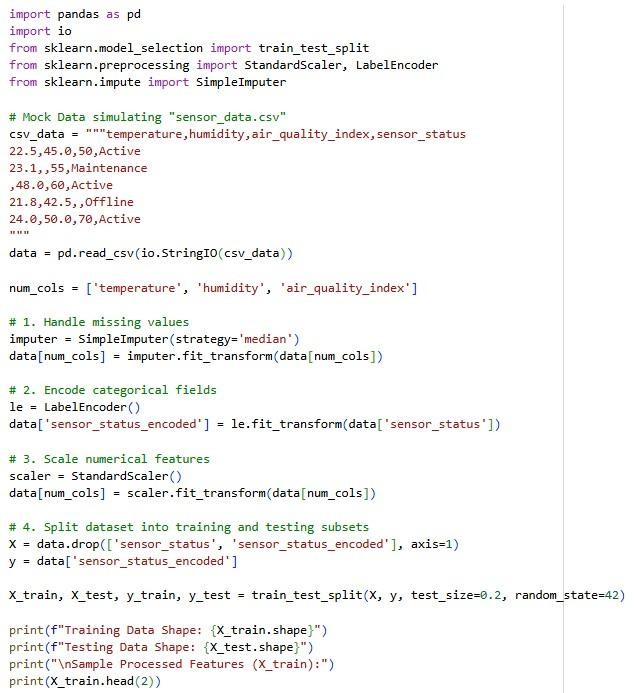 import pandas as pd
import io
from sklearn.model_selection import train_test_split
from sklearn.preprocessing import StandardScaler, LabelEncoder
from sklearn.impute import SimpleImputer

# Mock Data simulating "sensor_data.csv"
csv_data = """temperature,humidity,air_quality_index,sensor_status
22.5,45.0,50,Active
23.1,,55,Maintenance
,48.0,60,Active
21.8,42.5,,Offline
24.0,50.0,70,Active
"""
data = pd.read_csv(io.StringIO(csv_data))

num_cols = ['temperature', 'humidity', 'air_quality_index']

# 1. Handle missing values
imputer = SimpleImputer(strategy='median')
data[num_cols] = imputer.fit_transform(data[num_cols])

# 2. Encode categorical fields
le = LabelEncoder()
data['sensor_status_encoded'] = le.fit_transform(data['sensor_status'])

# 3. Scale numerical features
scaler = StandardScaler()
data[num_cols] = scaler.fit_transform(data[num_cols])

# 4. Split dataset into training and testing subsets
X = data.drop(['sensor_status', 'sensor_status_encoded'], axis=1)
y = data['sensor_status_encoded']

X_train, X_test, y_train, y_test = train_test_split(X, y, test_size=0.2, random_state=42)

print(f"Training Data Shape: {X_train.shape}")
print(f"Testing Data Shape: {X_test.shape}")
print("\nSample Processed Features (X_train):")
print(X_train.head(2))